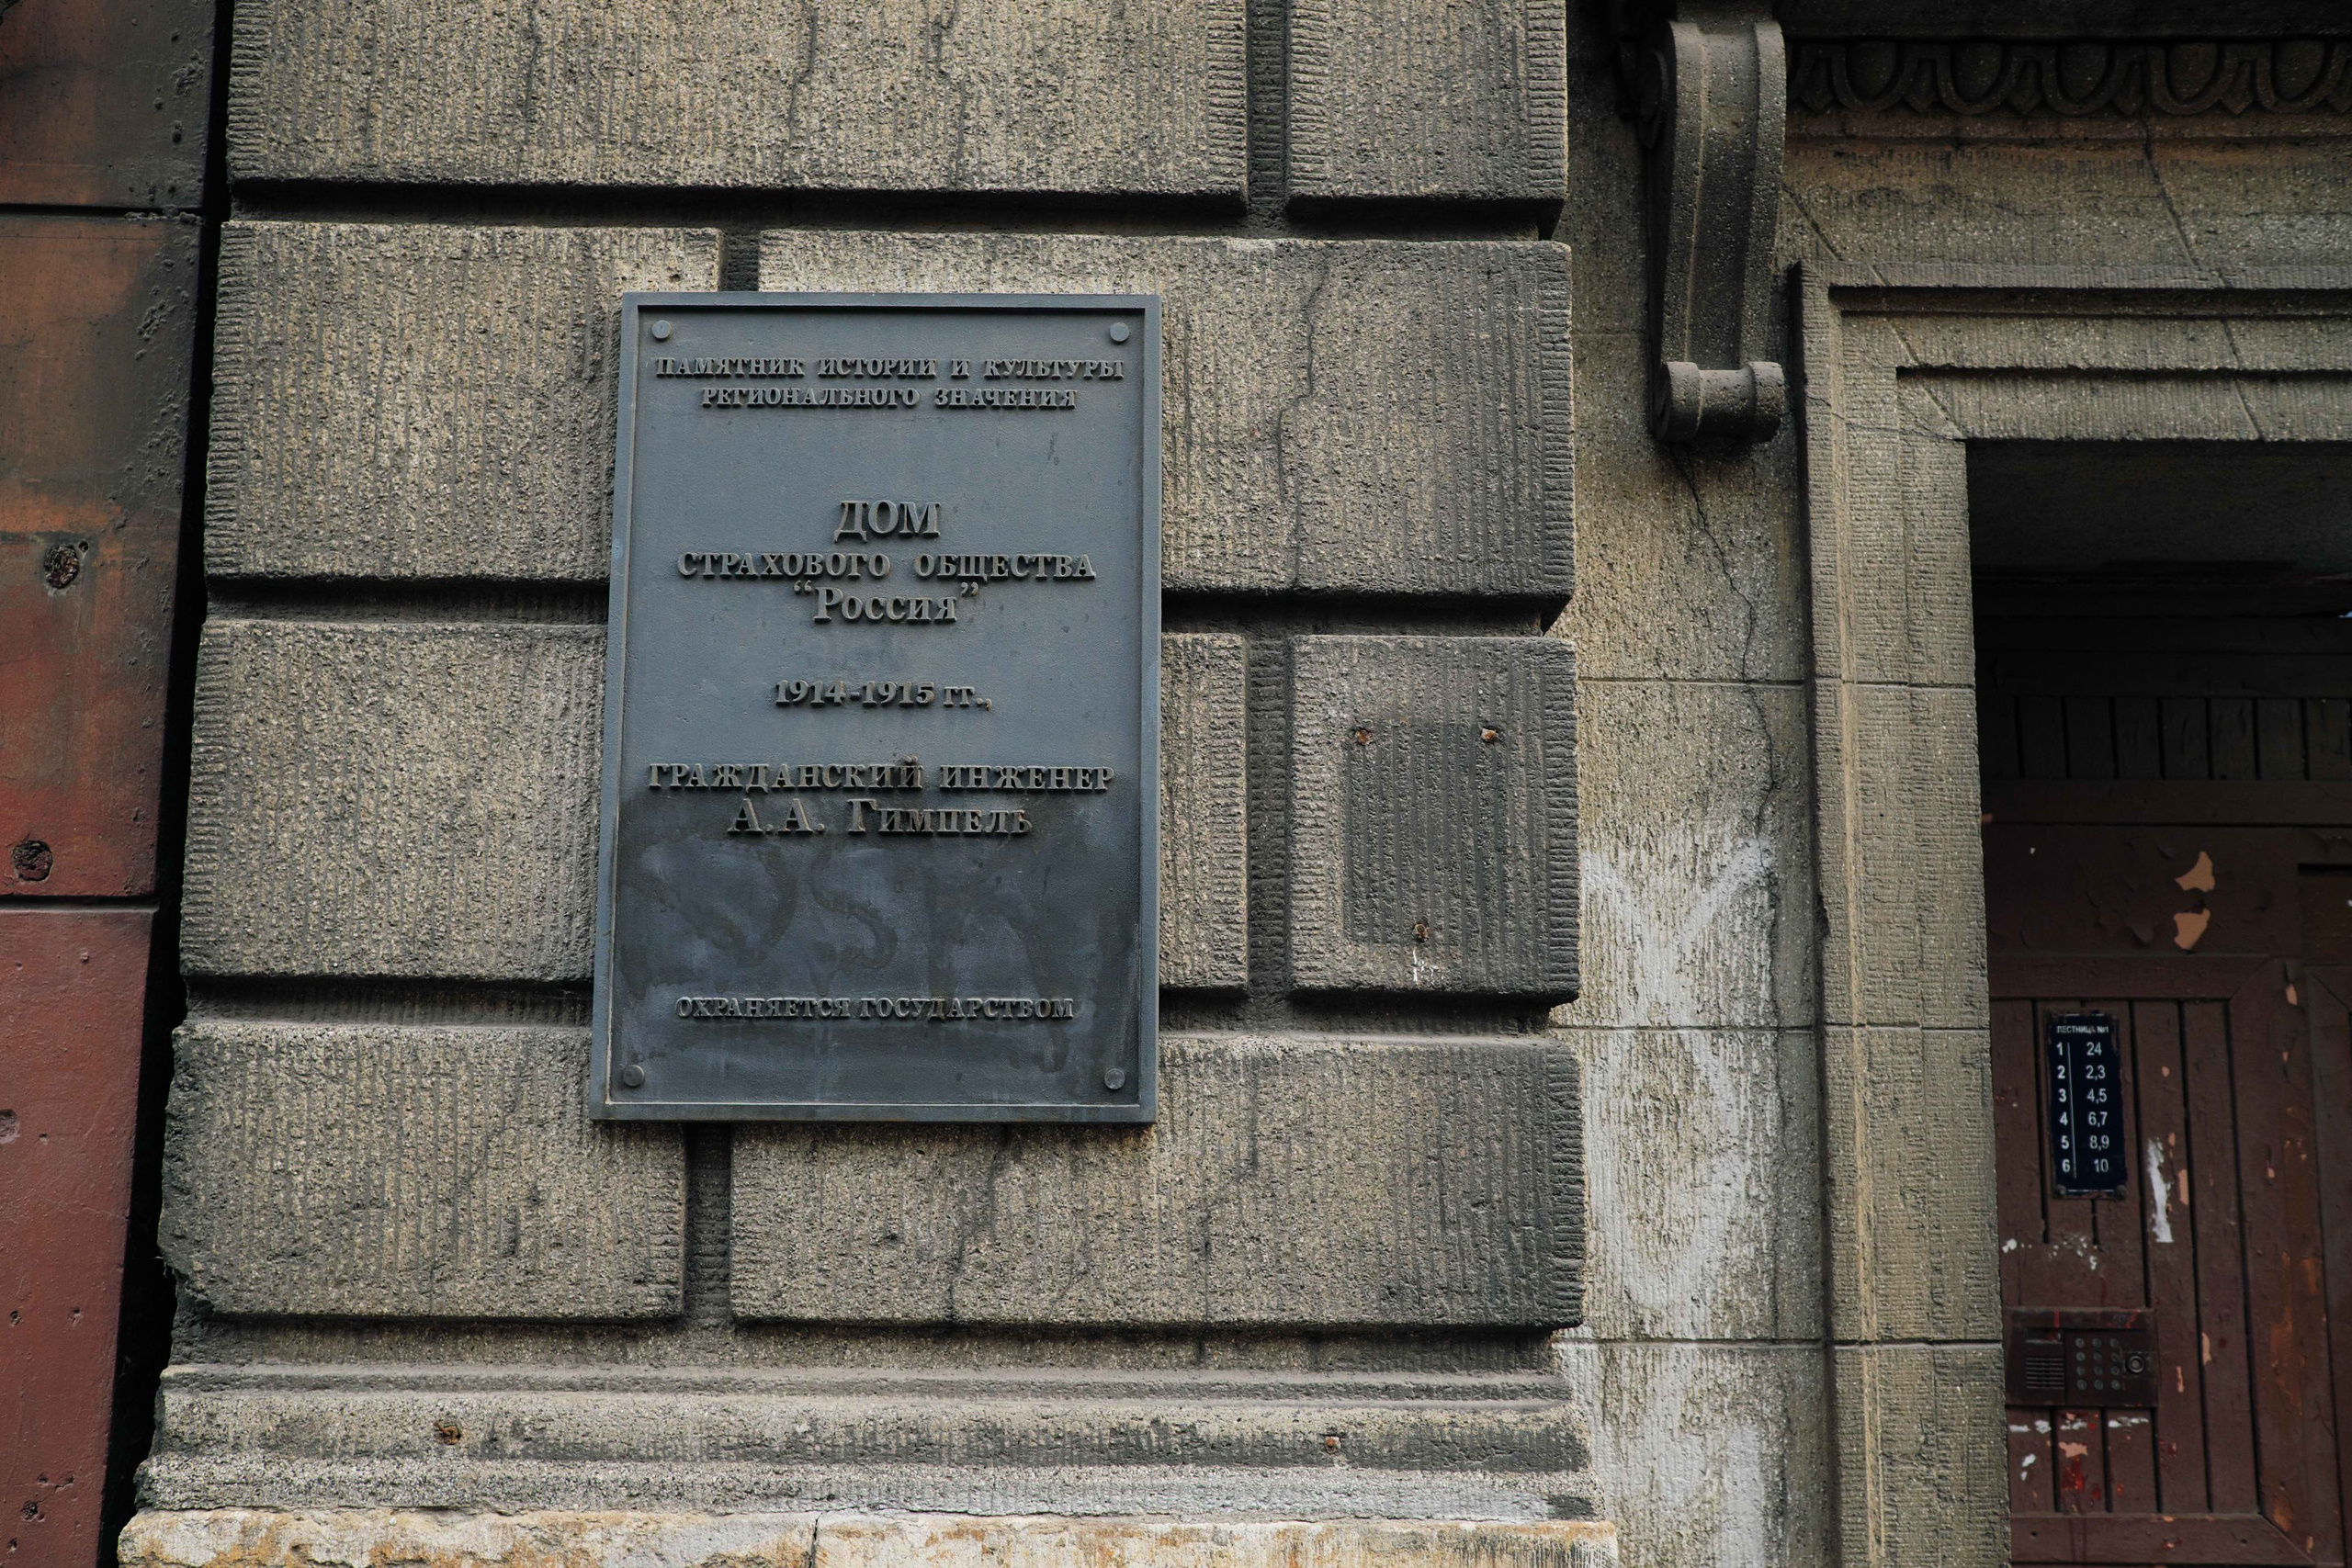 ПАМЯТНИК ИСТОРИИ И КУЛЬТУРЫ
РЕГИОНАЛЬНОГО ЗНАЧЕНИЯ
ДОМ
СТРАХОВОГО ОБЩЕСТВА
“РОССИЯ”
1914-1915 гг.,
ГРАЖДАНСКИЙ ИНЖЕНЕР
А.А. ГИМПЕЛЬ
ОХРАНЯЕТСЯ ГОСУДАРСТВОМ
ЛЕСТНИЦА №1
1 24
2 2,3
3 4,5
4 6,7
5 8,9
6 10